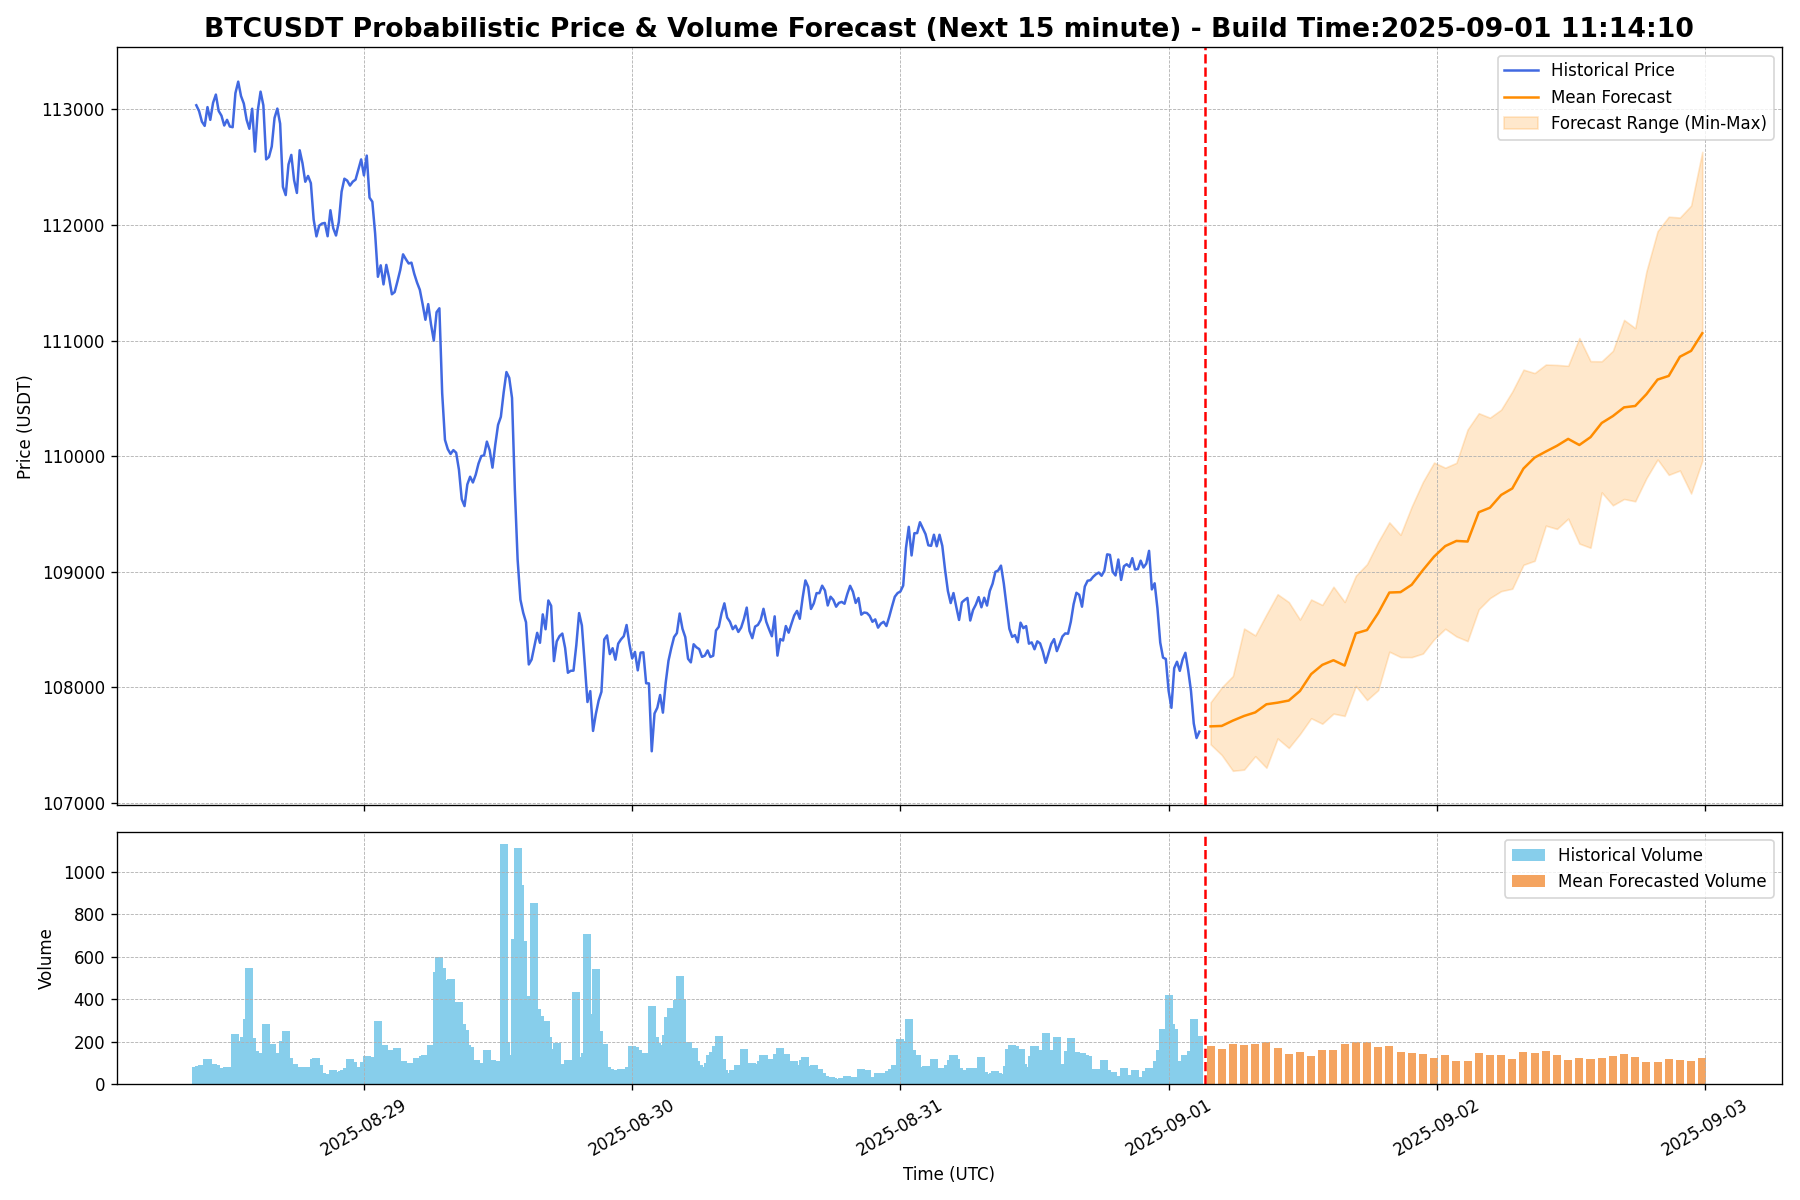 BTCUSDT Probabilistic Price & Volume Forecast (Next 15 minute) - Build Time:2025-09-01 11:14:10
Historical Price
Mean Forecast
Forecast Range (Min-Max)
113000
112000
111000
110000
109000
108000
107000
Price (USDT)
Historical Volume
Mean Forecasted Volume
1000
800
600
400
200
0
Volume
2025-08-29
2025-08-30
2025-08-31
2025-09-01
2025-09-02
2025-09-03
Time (UTC)